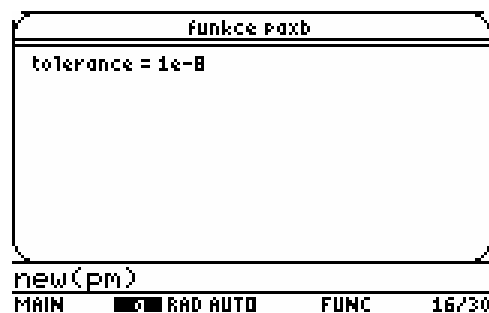 funkce paxb
tolerance = 1e-8
new(pm)
MAIN RAD AUTO FUNC 16/30